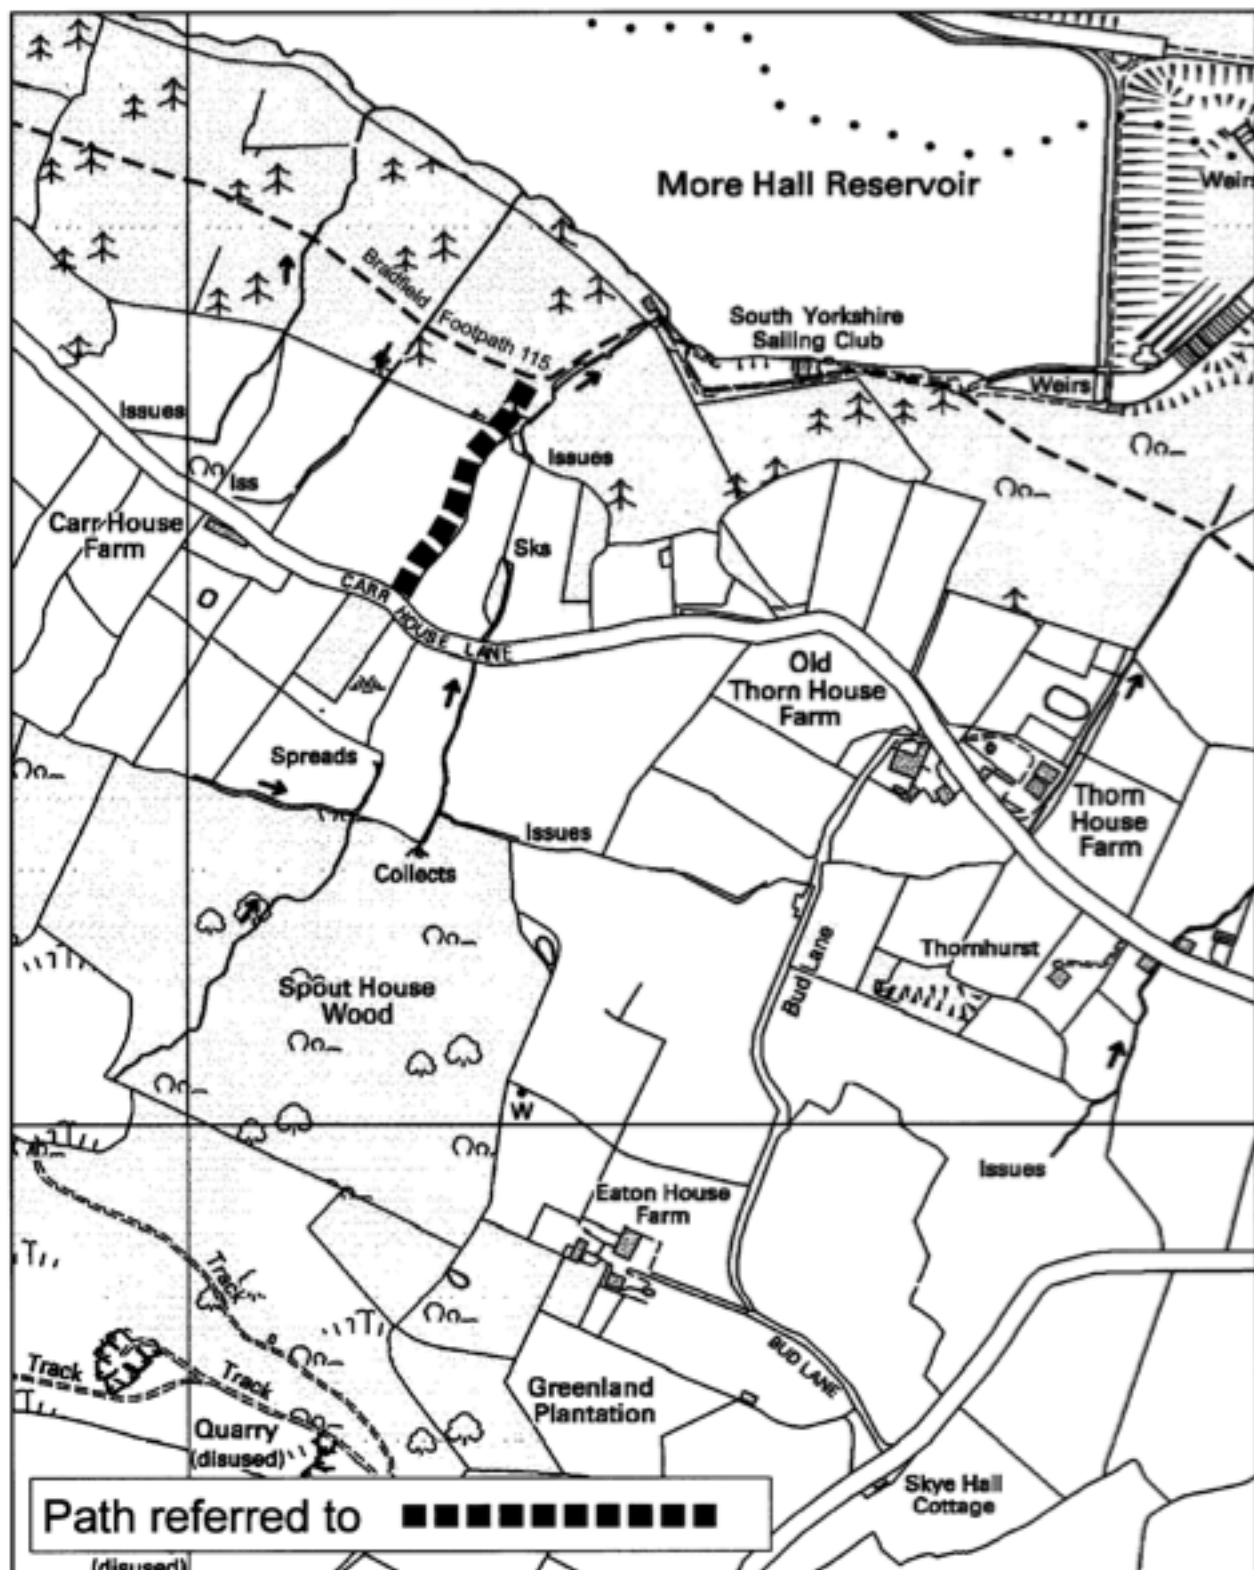 More Hall Reservoir
Weirs
Bradfield
Footpath 115
South Yorkshire
Sailing Club
Weirs
Issues
Iss
Issues
Carr House
Farm
Sks
CARR HOUSE LANE
Old
Thorn House
Farm
Spreads
Thorn
House
Farm
Issues
Collects
Bud Lane
Thornhurst
Spout House
Wood
W
Issues
Eaton House
Farm
Track
BUD LANE
Track
Track
Greenland
Plantation
Quarry
(disused)
Skye Hall
Cottage
Path referred to
(disused)